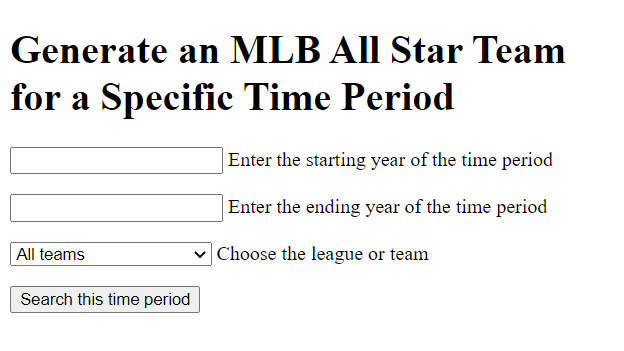 Generate an MLB All Star Team
for a Specific Time Period
Enter the starting year of the time period
Enter the ending year of the time period
All teams Choose the league or team
Search this time period